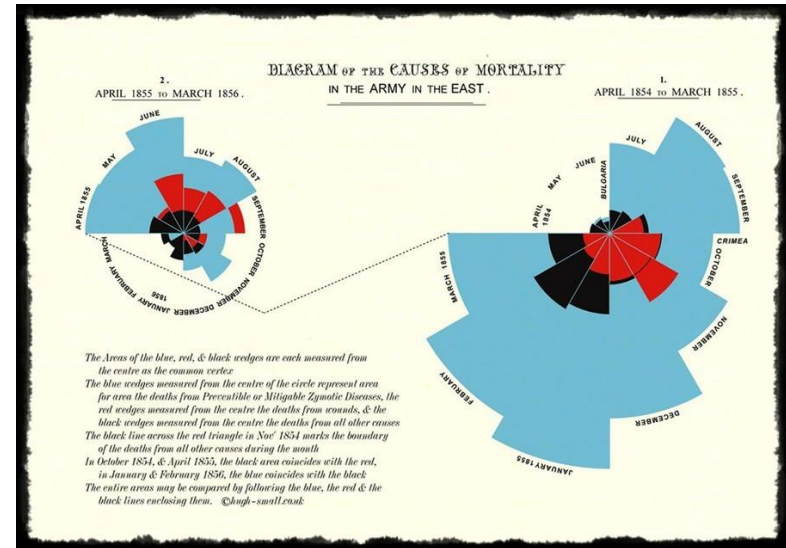 DIAGRAM OF THE CAUSES OF MORTALITY
IN THE ARMY IN THE EAST.
2.
APRIL 1855 TO MARCH 1856.
1.
APRIL 1854 TO MARCH 1855.
APRIL 1855
MAY
JUNE
JULY
AUGUST
SEPTEMBER
OCTOBER
NOVEMBER
DECEMBER
JANUARY
1856
FEBRUARY
MARCH
APRIL
1854
MAY
JUNE
BULGARIA
JULY
AUGUST
SEPTEMBER
CRIMEA
OCTOBER
NOVEMBER
DECEMBER
JANUARY 1855
FEBRUARY
MARCH 1855
The Areas of the blue, red, & black wedges are each measured from
the centre as the common vertex
The blue wedges measured from the centre of the circle represent area
for area the deaths from Preventible or Mitigable Zymotic Diseases, the
red wedges measured from the centre the deaths from wounds, & the
black wedges measured from the centre the deaths from all other causes
The black line across the red triangle in Nov' 1854 marks the boundary
of the deaths from all other causes during the month
In October 1854, & April 1855, the black area coincides with the red,
in January & February 1856, the blue coincides with the black
The entire areas may be compared by following the blue, the red & the
black lines enclosing them. ©hugh-small.co.uk